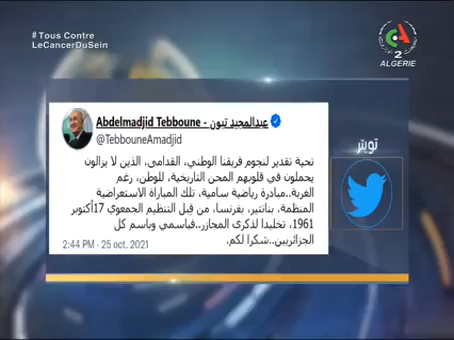 #Tous Contre
LeCancerDuSein
2
ALGERIE
Abdelmadjid Tebboune - عبدالمجيد تبون
@TebbouneAmadjid
تحية تقدير لنجوم فريقنا الوطني، القدامى، الذين لا يزالون
يحملون في قلوبهم المحن التاريخية، للوطن، رغم
الغربة..مبادرة رياضية سامية، تلك المباراة الاستعراضية
المنظمة، بنانتير، بفرنسا، من قِبل التنظيم الجمعوي 17أكتوبر
1961، تخليدا لذكرى المجازر..فباسمي وباسم كل
الجزائريين..شكرا لكم.
2:44 PM · 25 oct. 2021
تويتر